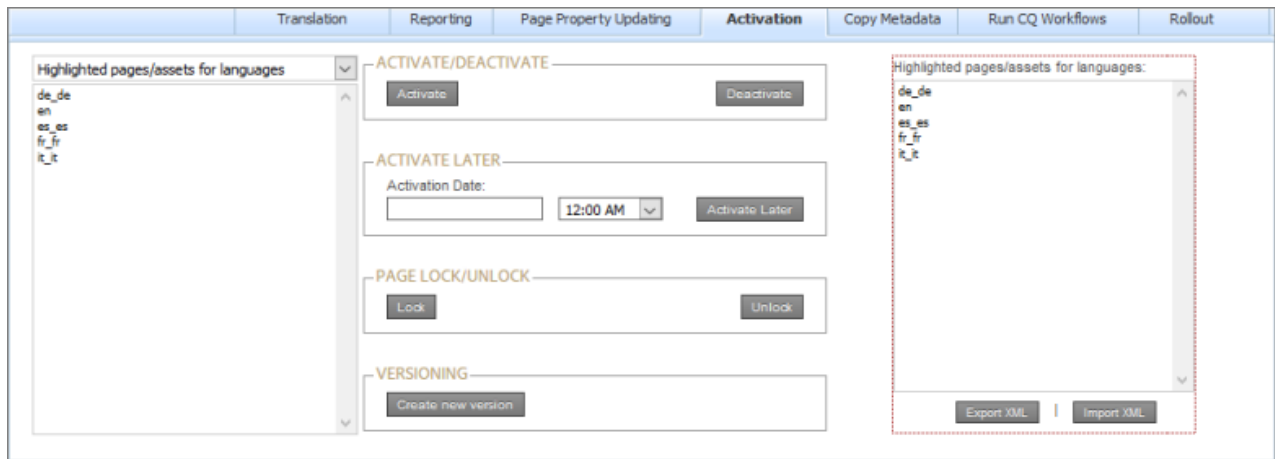 Translation Reporting Page Property Updating Activation Copy Metadata Run CQ Workflows Rollout
Highlighted pages/assets for languages
de_de
en
es_es
fr_fr
it_it
ACTIVATE/DEACTIVATE
Activate Deactivate
ACTIVATE LATER
Activation Date:
12:00 AM Activate Later
PAGE LOCK/UNLOCK
Lock Unlock
VERSIONING
Create new version
Highlighted pages/assets for languages:
de_de
en
es_es
fr_fr
it_it
Export XML | Import XML